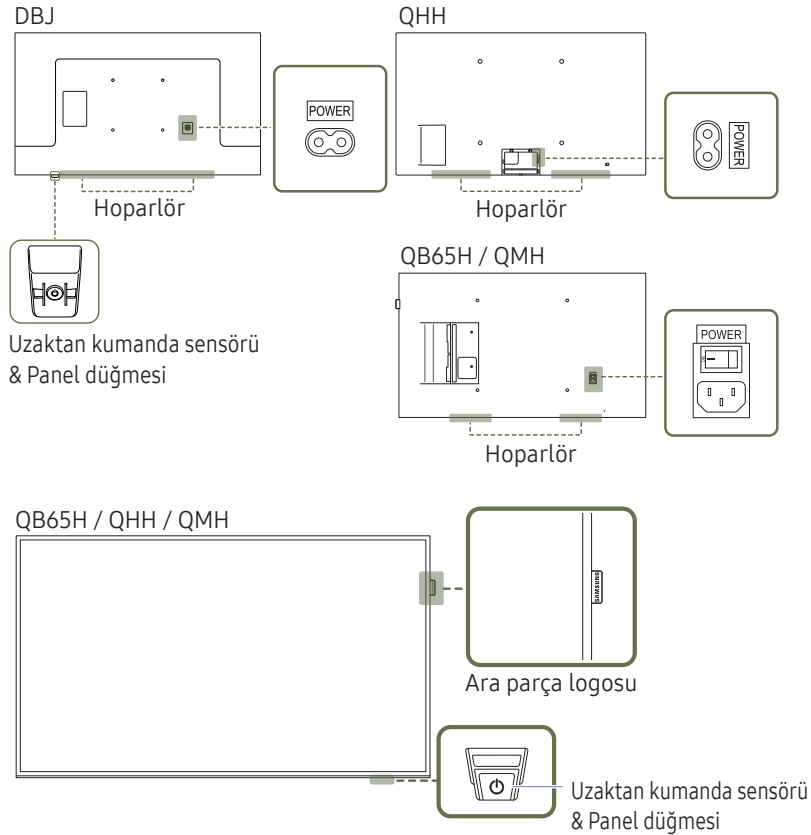 DBJ
POWER
Hoparlör
Uzaktan kumanda sensörü
& Panel düğmesi
QHH
POWER
Hoparlör
QB65H / QMH
POWER
Hoparlör
QB65H / QHH / QMH
SAMSUNG
Ara parça logosu
Uzaktan kumanda sensörü
& Panel düğmesi